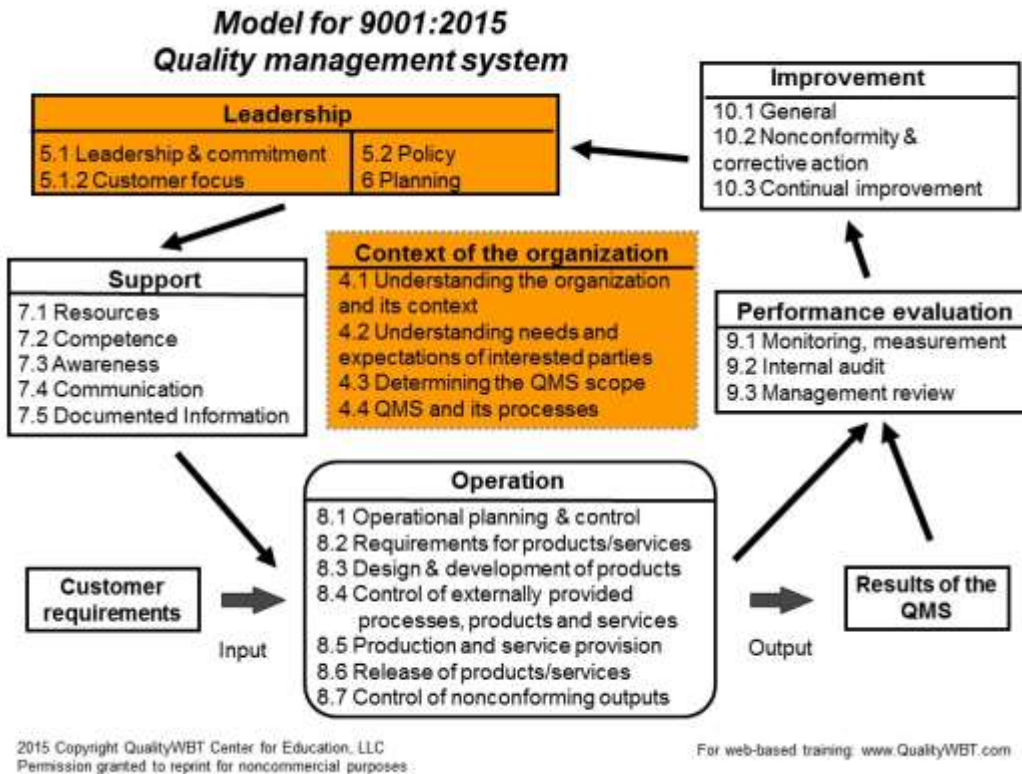 Model for 9001:2015
Quality management system
Leadership
5.1 Leadership & commitment
5.1.2 Customer focus
5.2 Policy
6 Planning
Improvement
10.1 General
10.2 Nonconformity &
corrective action
10.3 Continual improvement
Context of the organization
4.1 Understanding the organization
and its context
4.2 Understanding needs and
expectations of interested parties
4.3 Determining the QMS scope
4.4 QMS and its processes
Support
7.1 Resources
7.2 Competence
7.3 Awareness
7.4 Communication
7.5 Documented Information
Performance evaluation
9.1 Monitoring, measurement
9.2 Internal audit
9.3 Management review
Operation
8.1 Operational planning & control
8.2 Requirements for products/services
8.3 Design & development of products
8.4 Control of externally provided
processes, products and services
8.5 Production and service provision
8.6 Release of products/services
8.7 Control of nonconforming outputs
Customer
requirements
Input
Output
Results of the
QMS
2015 Copyright QualityWBT Center for Education, LLC
Permission granted to reprint for noncommercial purposes
For web-based training: www.QualityWBT.com